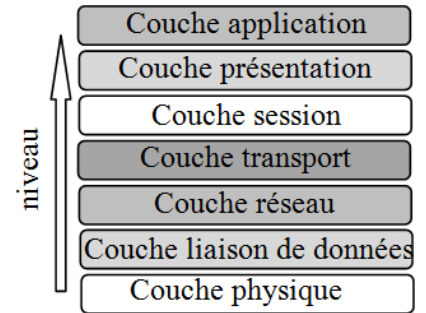 Couche application
Couche présentation
Couche session
Couche transport
Couche réseau
Couche liaison de données
Couche physique
niveau